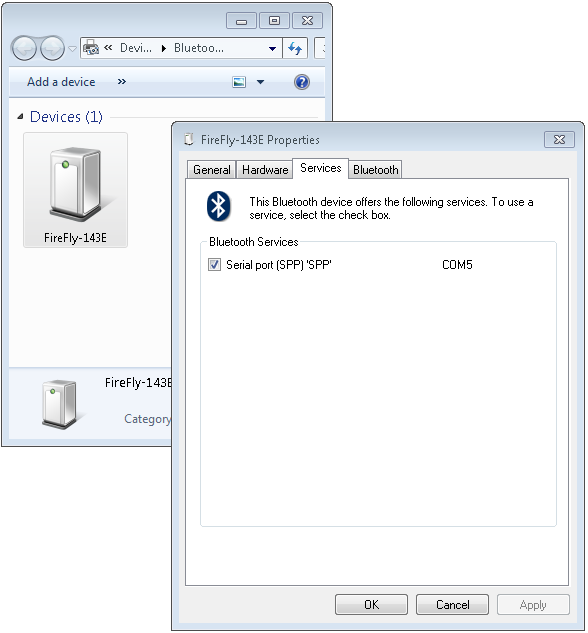 « Devi... Bluetoo...
Add a device »
Devices (1)
FireFly-143E
FireFly-143E
Category
FireFly-143E Properties
General Hardware Services Bluetooth
This Bluetooth device offers the following services. To use a
service, select the check box.
Bluetooth Services
Serial port (SPP) 'SPP' COM5
OK Cancel Apply